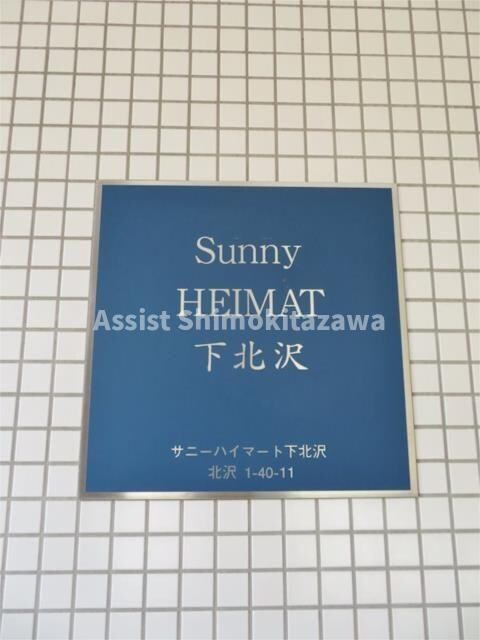 Sunny
HEIMAT
Assist Shimokitazawa
下北沢
サニーハイマート下北沢
北沢 1-40-11